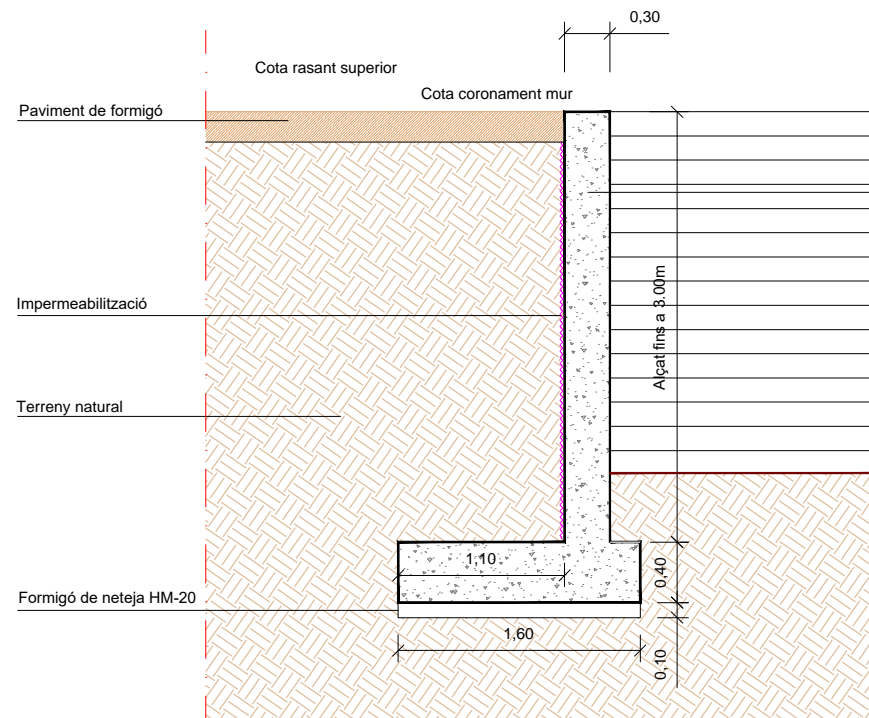 0,30
Cota rasant superior
Cota coronament mur
Paviment de formigó
Impermeabilització
Alçat fins a 3.00m
Terreny natural
1,10
0,40
Formigó de neteja HM-20
1,60
0,10